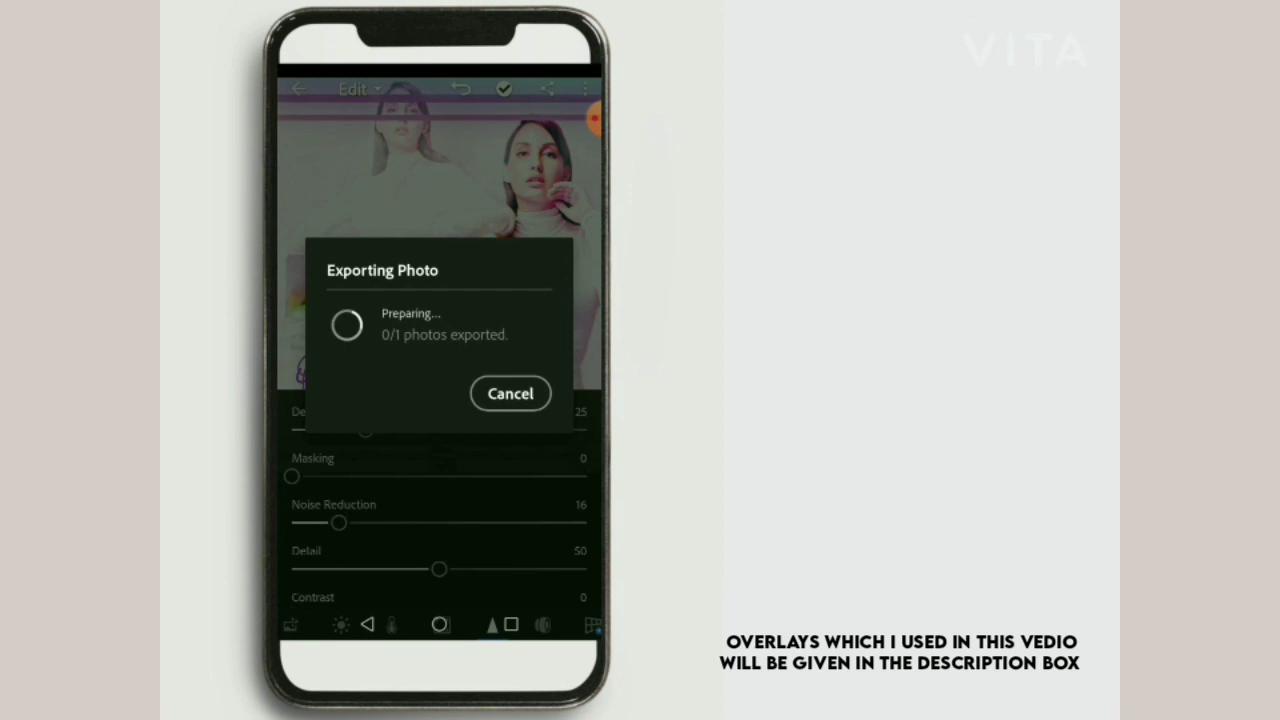 VITA
Edit
Exporting Photo
Preparing...
0/1 photos exported.
Cancel
25
Masking 0
Noise Reduction 16
Detail 50
Contrast 0
OVERLAYS WHICH I USED IN THIS VEDIO
WILL BE GIVEN IN THE DESCRIPTION BOX